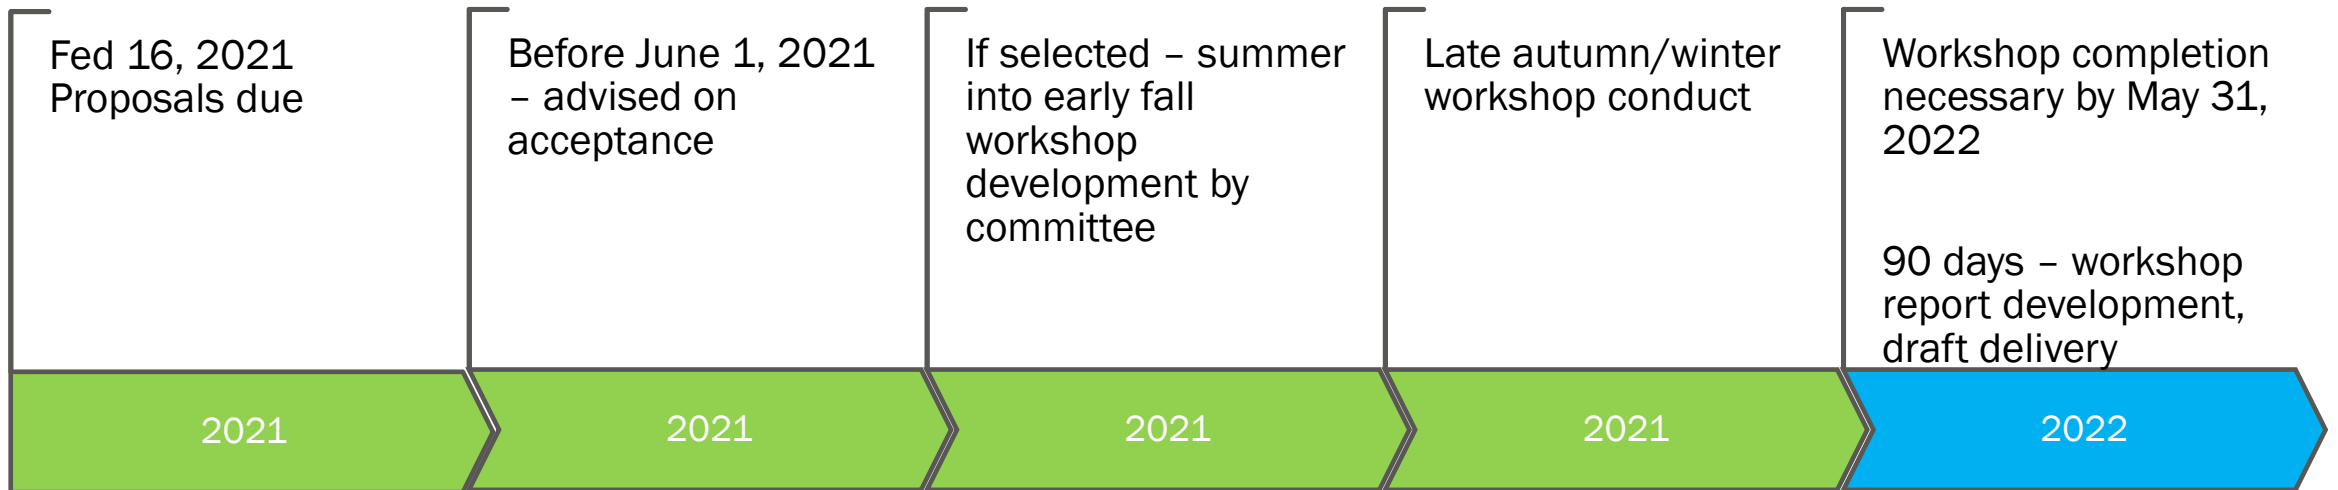 Fed 16, 2021
Proposals due
Before June 1, 2021
– advised on
acceptance
If selected – summer
into early fall
workshop
development by
committee
Late autumn/winter
workshop conduct
Workshop completion
necessary by May 31,
2022
90 days – workshop
report development,
draft delivery
2021
2021
2021
2021
2022